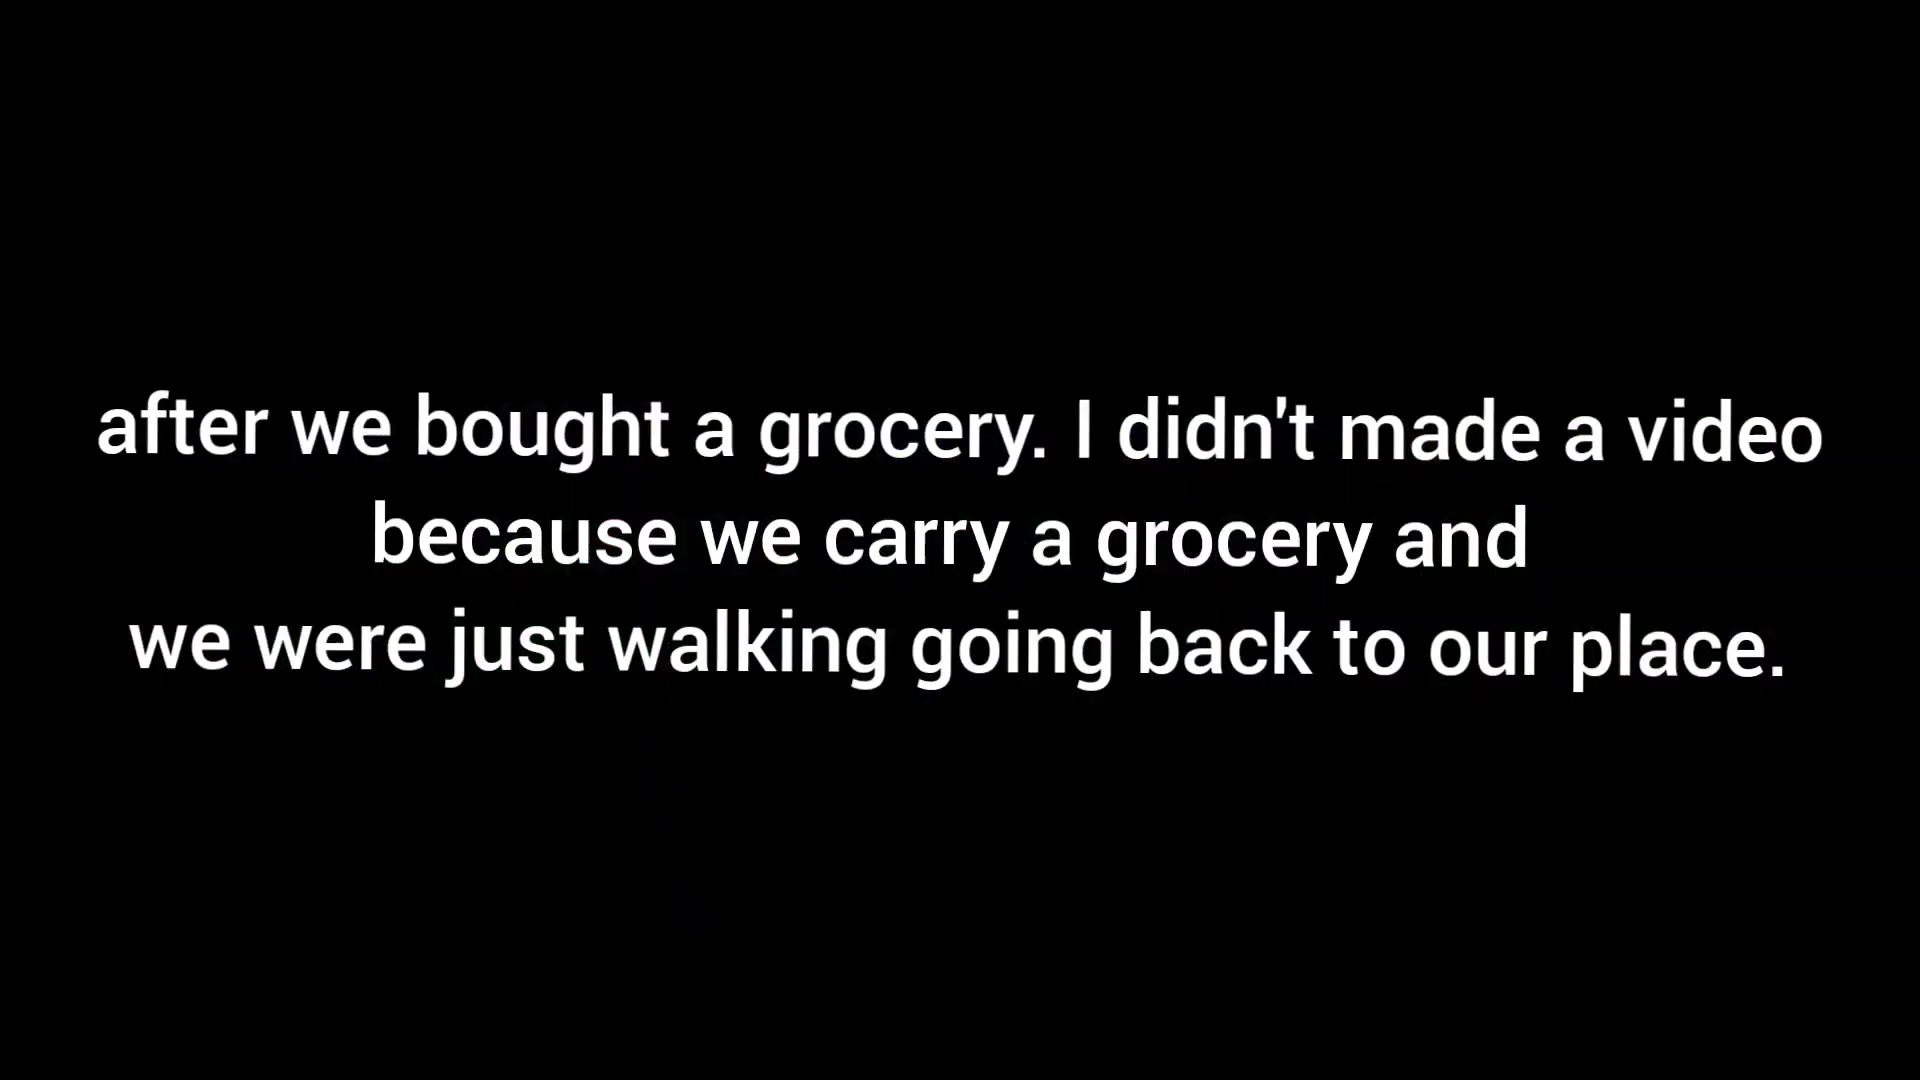 after we bought a grocery. I didn't made a video
because we carry a grocery and
we were just walking going back to our place.